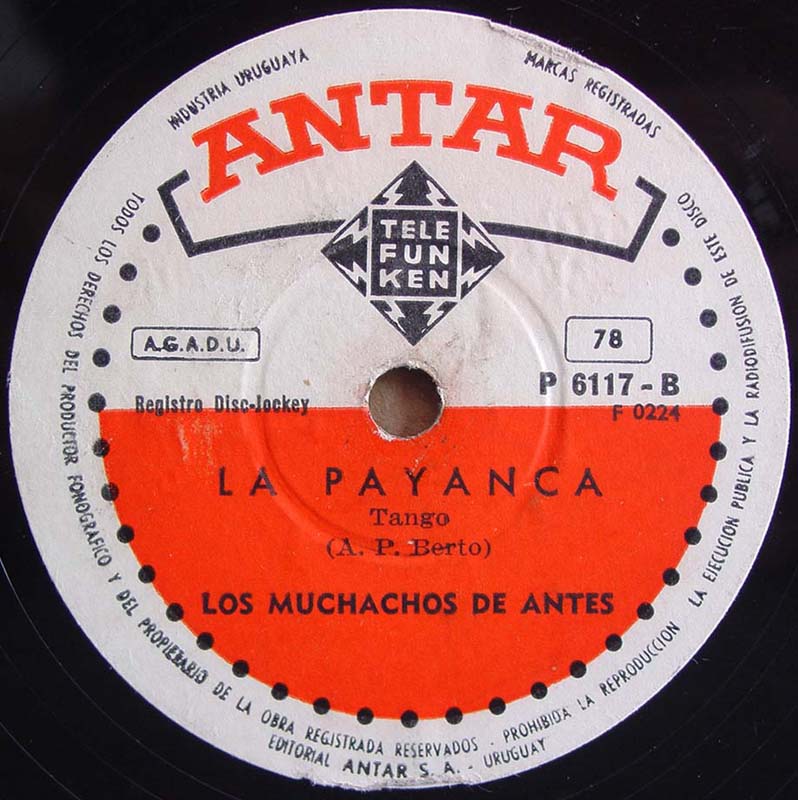 INDUSTRIA URUGUAYA
MARCAS REGISTRADAS
ANTAR
TELE
FUN
KEN
A.G.A.D.U.
78
P 6117-B
Registro Disc-Jockey
F 0224
LA PAYANCA
Tango
(A. P. Berto)
LOS MUCHACHOS DE ANTES
TODOS LOS DERECHOS DEL PRODUCTOR FONOGRAFICO Y DEL PROPIETARIO DE LA OBRA REGISTRADA RESERVADOS - PROHIBIDA LA REPRODUCCION LA EJECUCION PUBLICA Y LA RADIODIFUSION DE ESTE DISCO
EDITORIAL ANTAR S. A. - URUGUAY